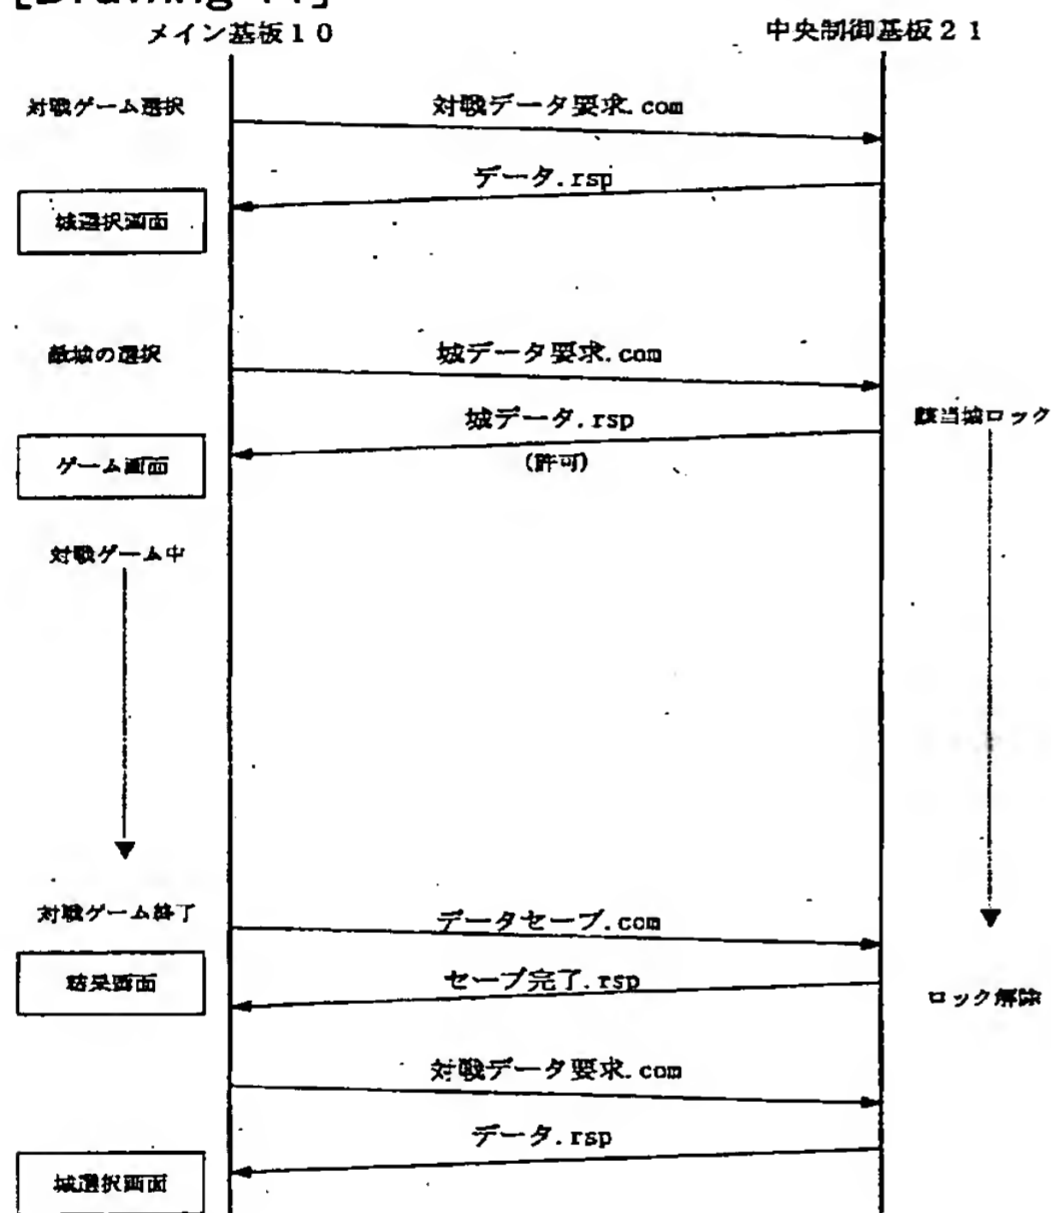 メイン基板10
中央制御基板21
対戦ゲーム選択
対戦データ要求.com
データ.rsp
城選択画面
敵城の選択
城データ要求.com
城データ.rsp
該当城ロック
(許可)
ゲーム画面
対戦ゲーム中
対戦ゲーム終了
データセーブ.com
結果画面
セーブ完了.rsp
ロック解除
対戦データ要求.com
データ.rsp
城選択画面